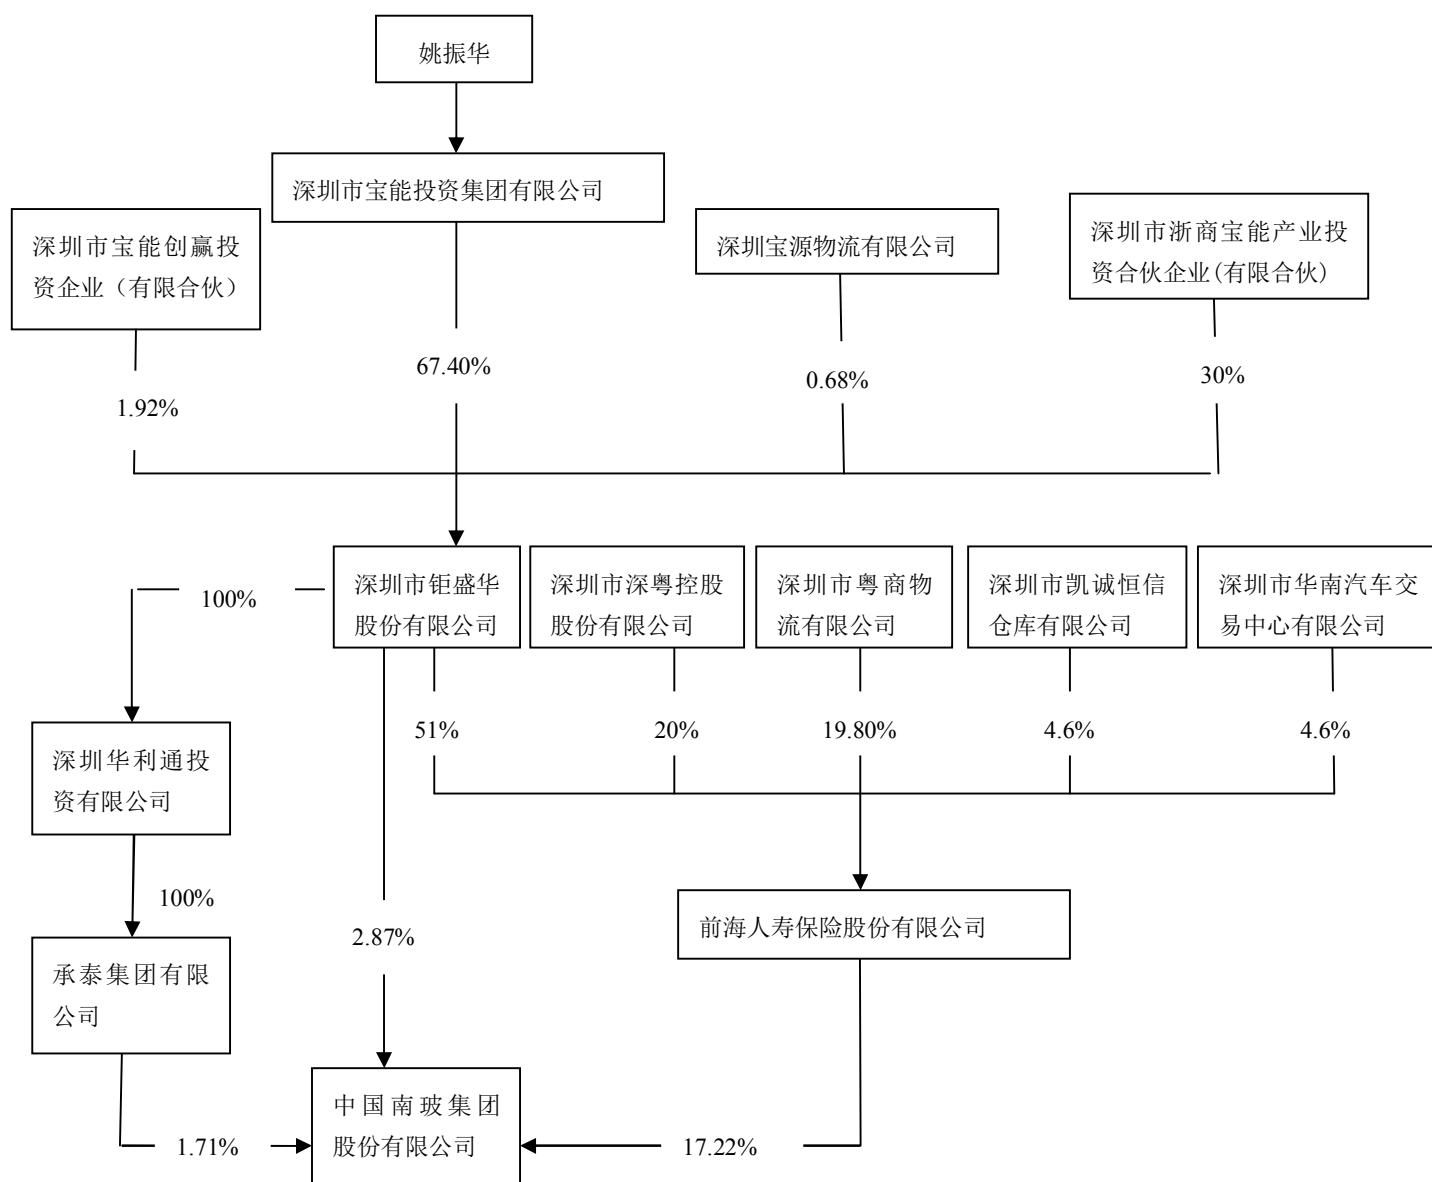 姚振华
深圳市宝能投资集团有限公司
深圳市宝能创赢投
资企业（有限合伙）
深圳宝源物流有限公司
深圳市浙商宝能产业投
资合伙企业(有限合伙)
67.40%
0.68%
30%
1.92%
深圳市钜盛华
股份有限公司
深圳市深粤控股
股份有限公司
深圳市粤商物
流有限公司
深圳市凯诚恒信
仓库有限公司
深圳市华南汽车交
易中心有限公司
100%
51%
20%
19.80%
4.6%
4.6%
深圳华利通投
资有限公司
100%
前海人寿保险股份有限公司
2.87%
承泰集团有限
公司
中国南玻集团
股份有限公司
1.71%
17.22%